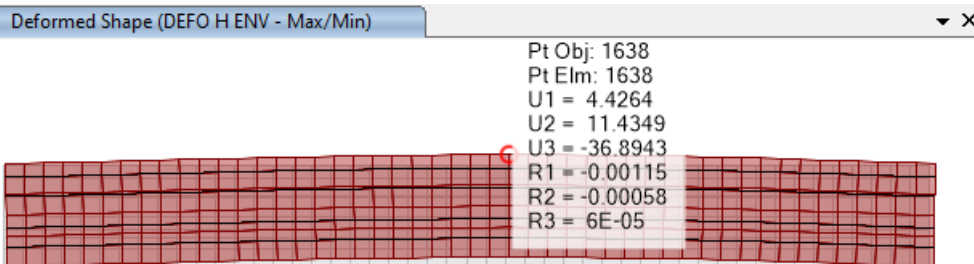 Deformed Shape (DEFO H ENV - Max/Min)
Pt Obj: 1638
Pt Elm: 1638
U1 = 4.4264
U2 = 11.4349
U3 = -36.8943
R1 = -0.00115
R2 = -0.00058
R3 = 6E-05